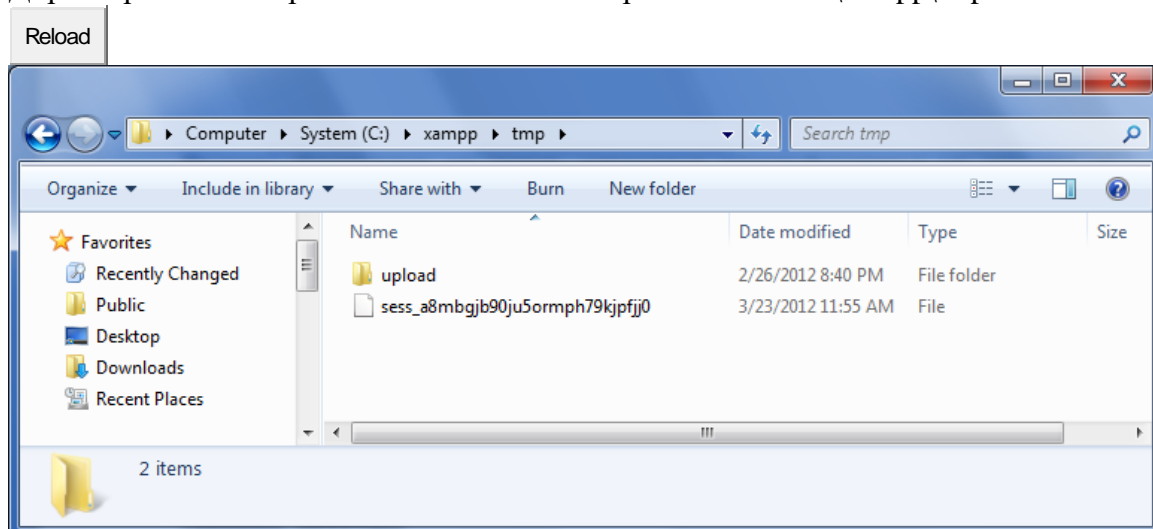 Reload
Computer ▸ System (C:) ▸ xampp ▸ tmp ▸
Search tmp
Organize Include in library Share with Burn New folder
Name Date modified Type Size
Favorites
Recently Changed
Public
Desktop
Downloads
Recent Places
upload 2/26/2012 8:40 PM File folder
sess_a8mbgjb90ju5ormph79kjpfjj0 3/23/2012 11:55 AM File
2 items